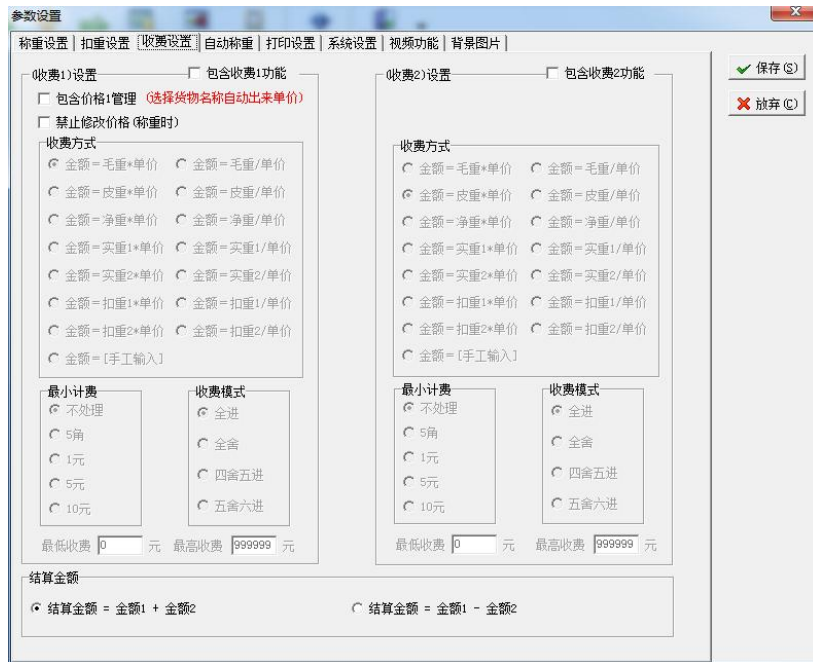 参数设置
称重设置 扣重设置 收费设置 自动称重 打印设置 系统设置 视频功能 背景图片
保存(S)
放弃(C)
(收费1)设置 包含收费1功能
包含价格1管理 (选择货物名称自动出来单价)
禁止修改价格(称重时)
收费方式
金额=毛重*单价 金额=毛重/单价
金额=皮重*单价 金额=皮重/单价
金额=净重*单价 金额=净重/单价
金额=实重1*单价 金额=实重1/单价
金额=实重2*单价 金额=实重2/单价
金额=扣重1*单价 金额=扣重1/单价
金额=扣重2*单价 金额=扣重2/单价
金额=[手工输入]
最小计费
不处理
5角
1元
5元
10元
收费模式
全进
全舍
四舍五进
五舍六进
最低收费 0 元 最高收费 999999 元
(收费2)设置 包含收费2功能
收费方式
金额=毛重*单价 金额=毛重/单价
金额=皮重*单价 金额=皮重/单价
金额=净重*单价 金额=净重/单价
金额=实重1*单价 金额=实重1/单价
金额=实重2*单价 金额=实重2/单价
金额=扣重1*单价 金额=扣重1/单价
金额=扣重2*单价 金额=扣重2/单价
金额=[手工输入]
最小计费
不处理
5角
1元
5元
10元
收费模式
全进
全舍
四舍五进
五舍六进
最低收费 0 元 最高收费 999999 元
结算金额
结算金额 = 金额1 + 金额2 结算金额 = 金额1 - 金额2